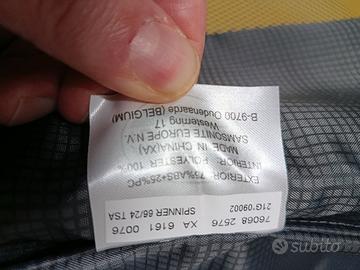 B-9700 Oudenaarde (BELGIUM)
Westerring 17
SAMSONITE EUROPE N.V.
MADE IN CHINA(XA)
INTERIOR: POLYESTER 100%
EXTERIOR: 75%ABS+25%PC
21G*09002
SPINNER 66/24 TSA
76068 2576
XA 6161 0076
subito